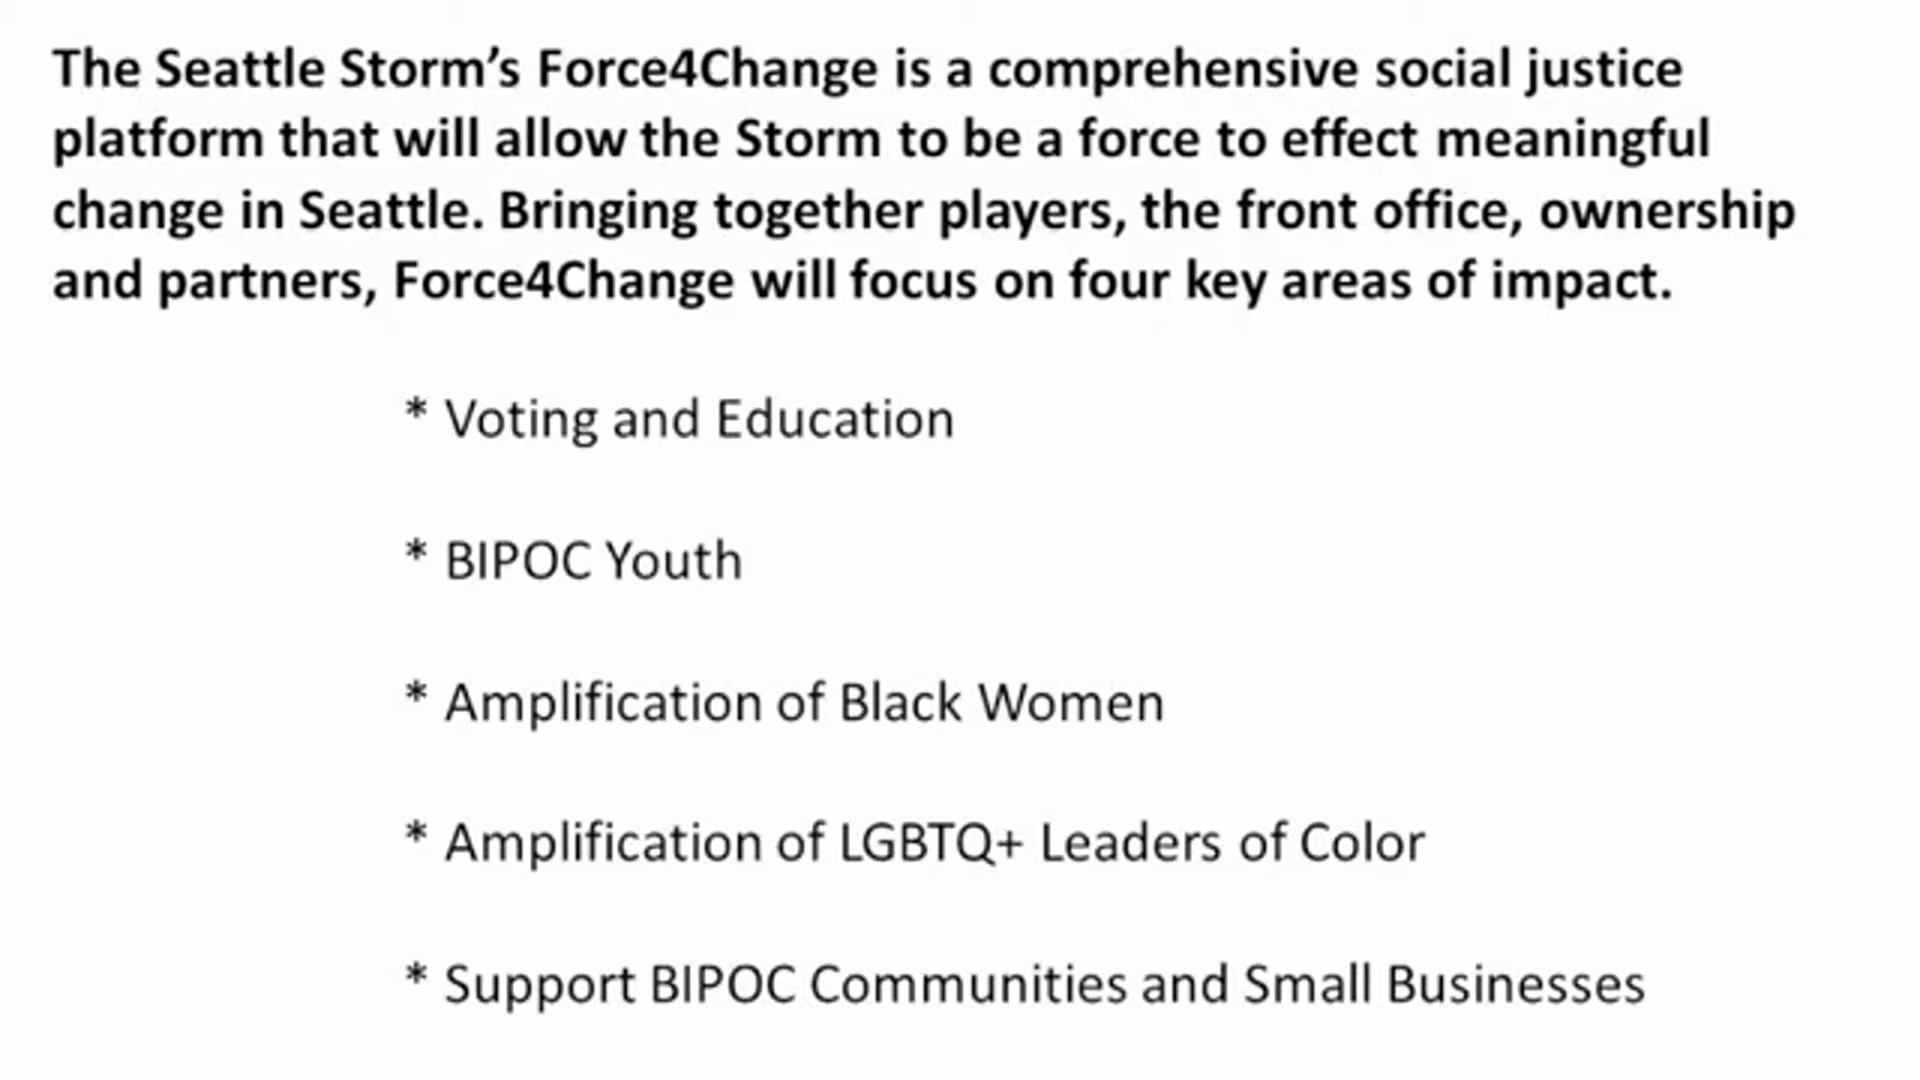 The Seattle Storm’s Force4Change is a comprehensive social justice
platform that will allow the Storm to be a force to effect meaningful
change in Seattle. Bringing together players, the front office, ownership
and partners, Force4Change will focus on four key areas of impact.
* Voting and Education
* BIPOC Youth
* Amplification of Black Women
* Amplification of LGBTQ+ Leaders of Color
* Support BIPOC Communities and Small Businesses